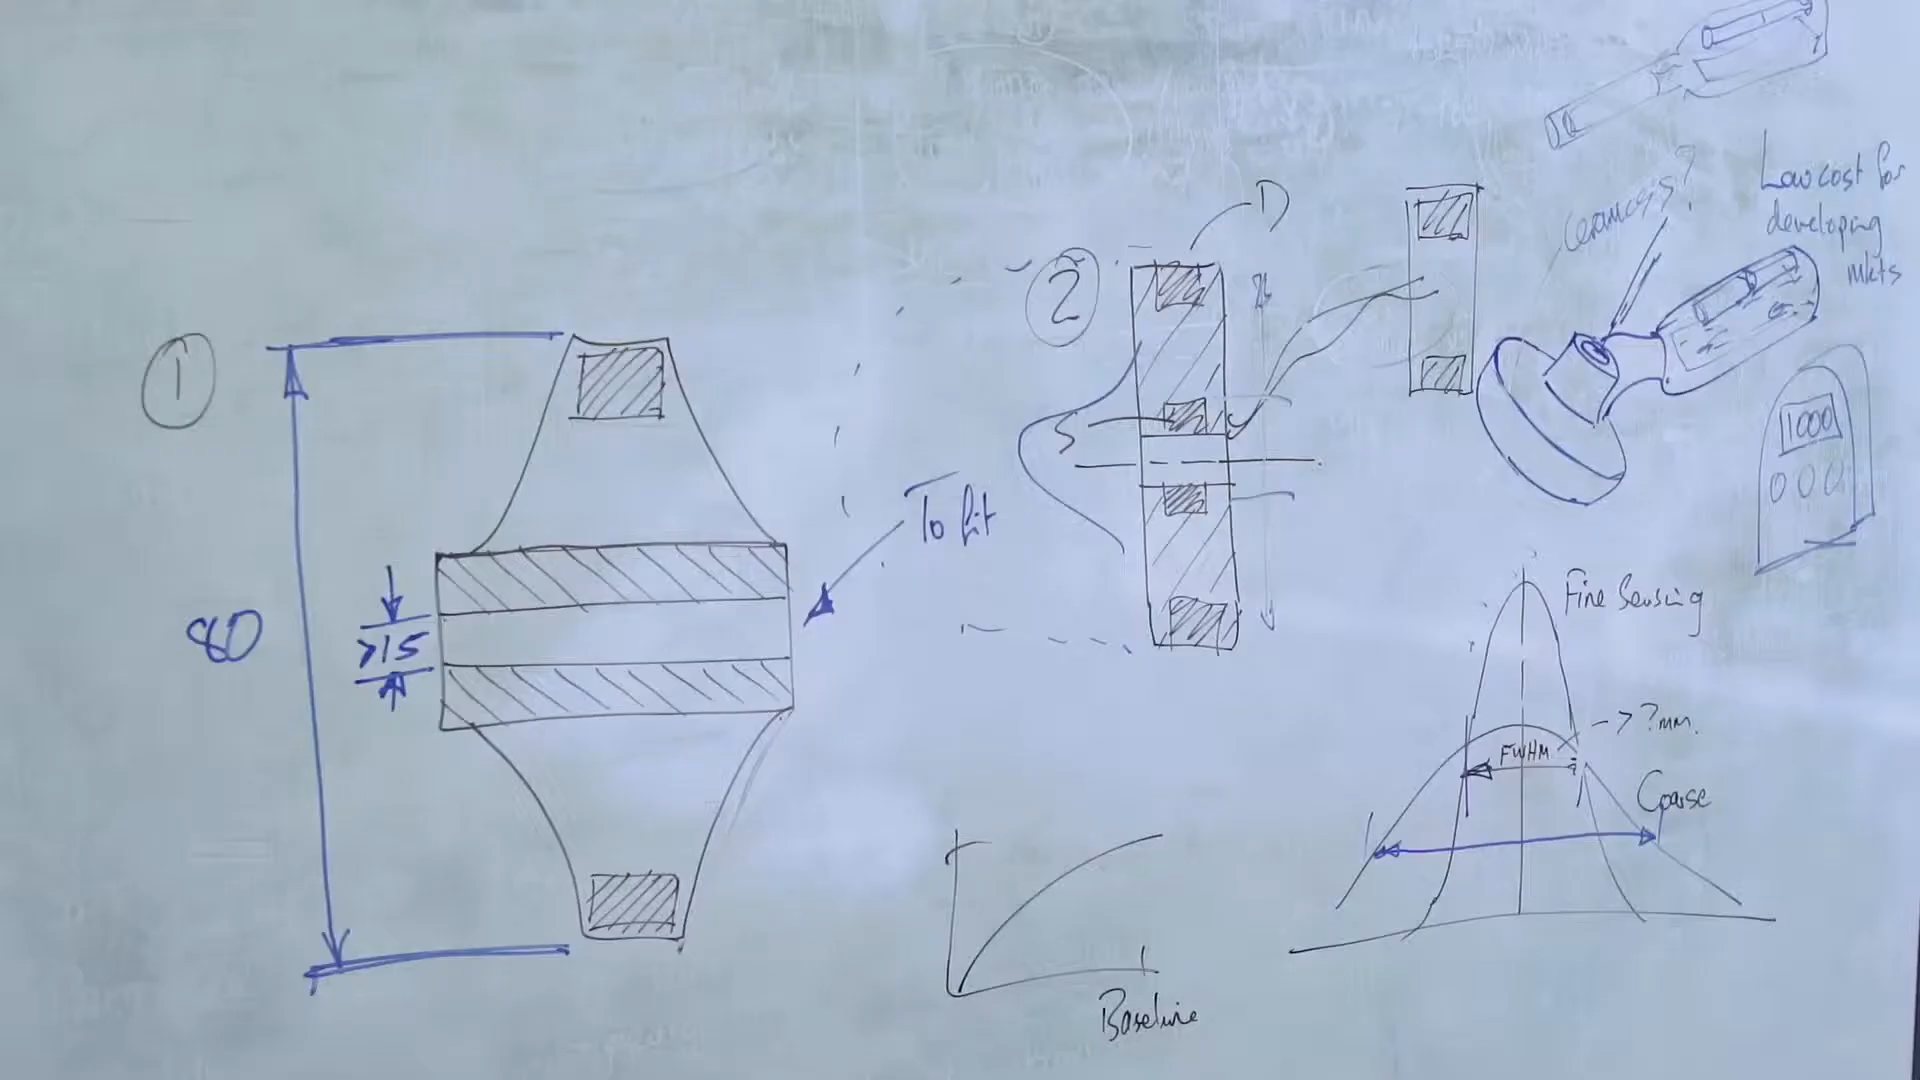 1
80
>15
To fit
2
D
S
Ceramics?
Low cost for
developing
mkts
1000
000
Fine Sensing
-> ?mm.
FWHM
Coarse
Baseline